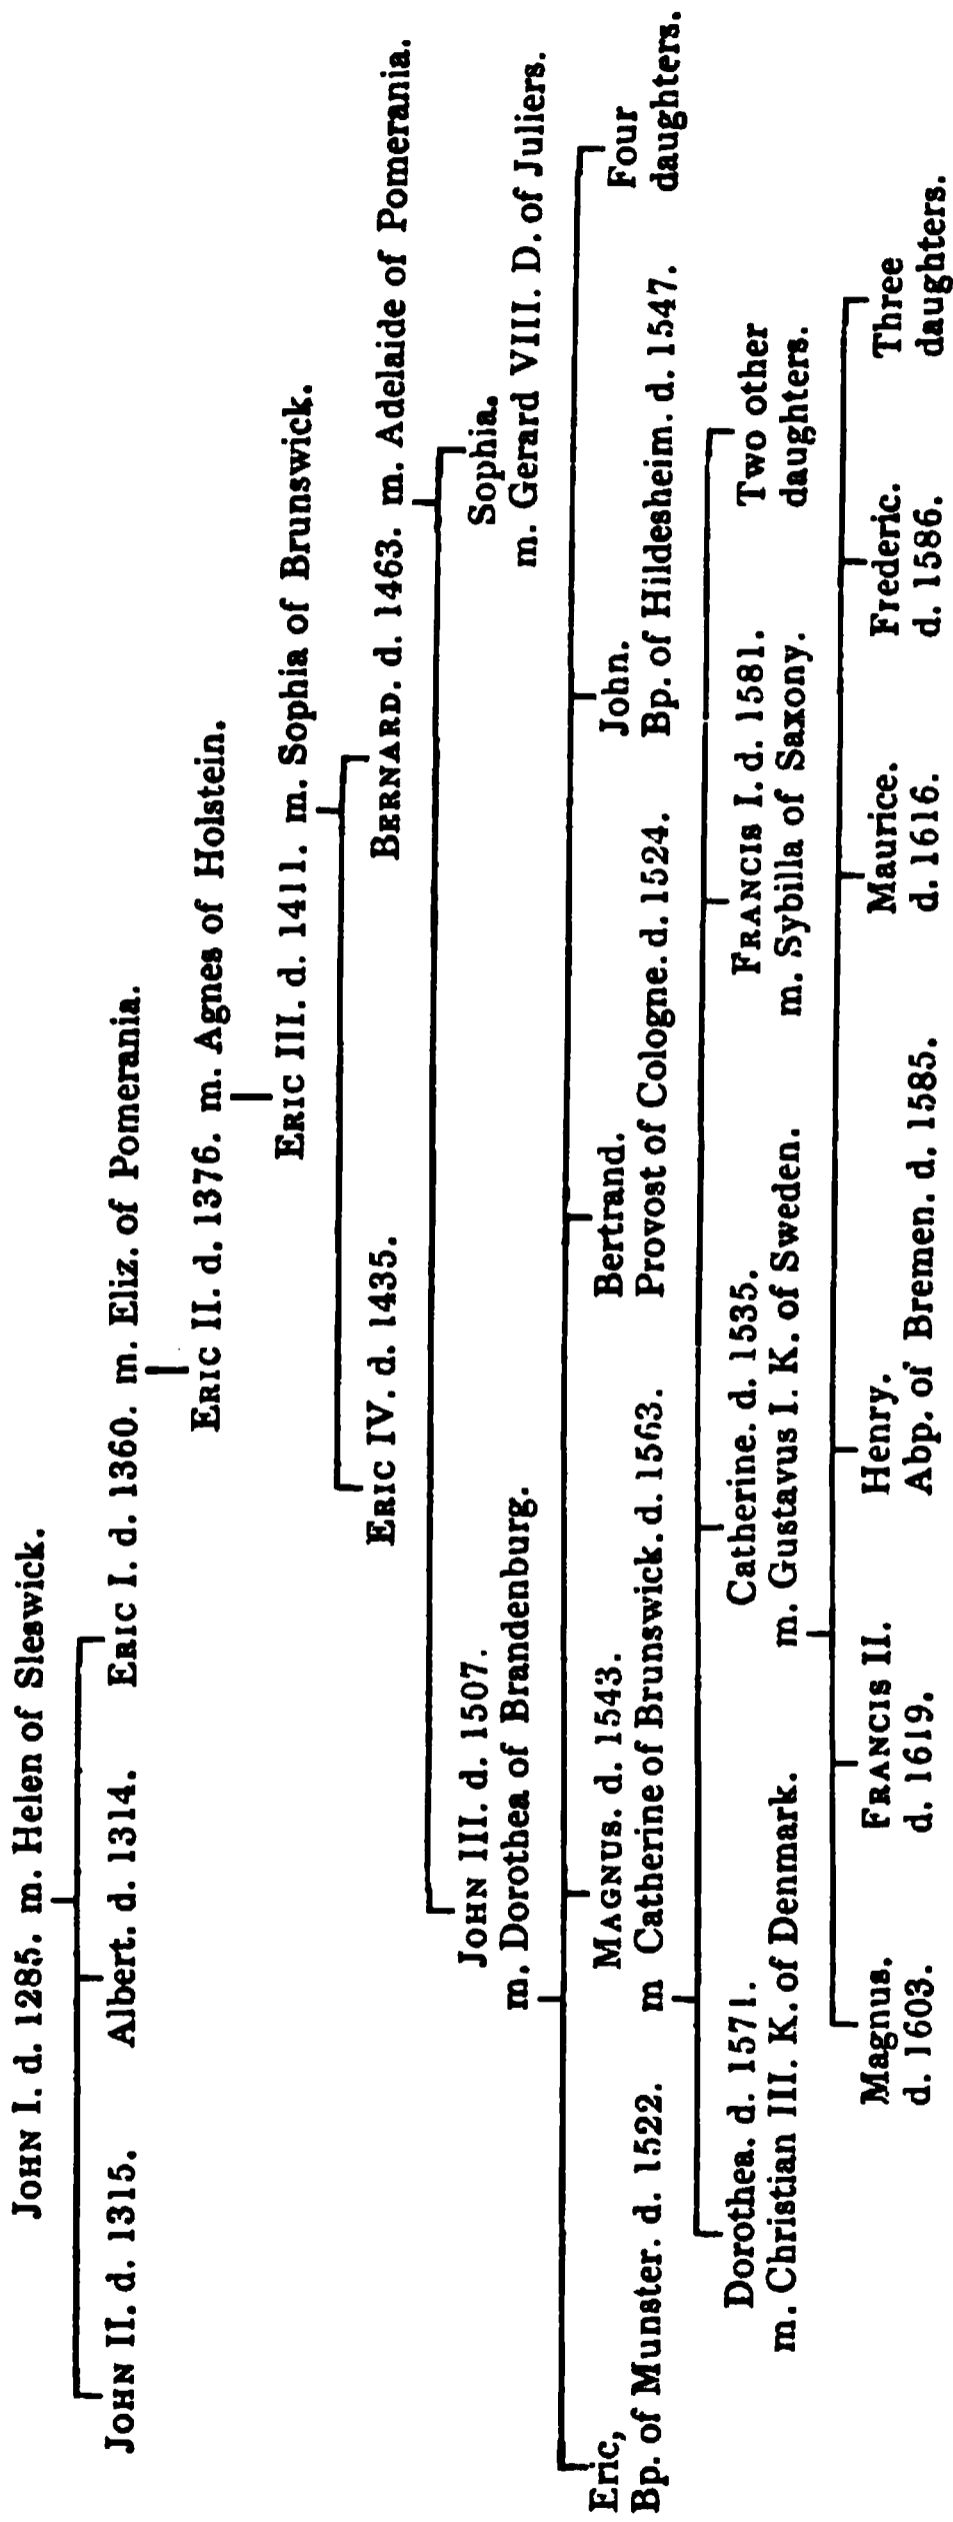 JOHN I. d. 1285. m. Helen of Sleswick.
JOHN II. d. 1315. Albert. d. 1314. ERIC I. d. 1360. m. Eliz. of Pomerania.
ERIC II. d. 1376. m. Agnes of Holstein.
ERIC III. d. 1411. m. Sophia of Brunswick.
ERIC IV. d. 1435. BERNARD. d. 1463. m. Adelaide of Pomerania.
JOHN III. d. 1507. Sophia.
m. Dorothea of Brandenburg. m. Gerard VIII. D. of Juliers.
Eric, MAGNUS. d. 1543. Bertrand. John. Four
Bp. of Munster. d. 1522. m Catherine of Brunswick. d. 1563. Provost of Cologne. d. 1524. Bp. of Hildesheim. d. 1547. daughters.
Dorothea. d. 1571. Catherine. d. 1535. FRANCIS I. d. 1581. Two other
m. Christian III. K. of Denmark. m. Gustavus I. K. of Sweden. m. Sybilla of Saxony. daughters.
Magnus. FRANCIS II. Henry. Maurice. Frederic. Three
d. 1603. d. 1619. Abp. of Bremen. d. 1585. d. 1616. d. 1586. daughters.